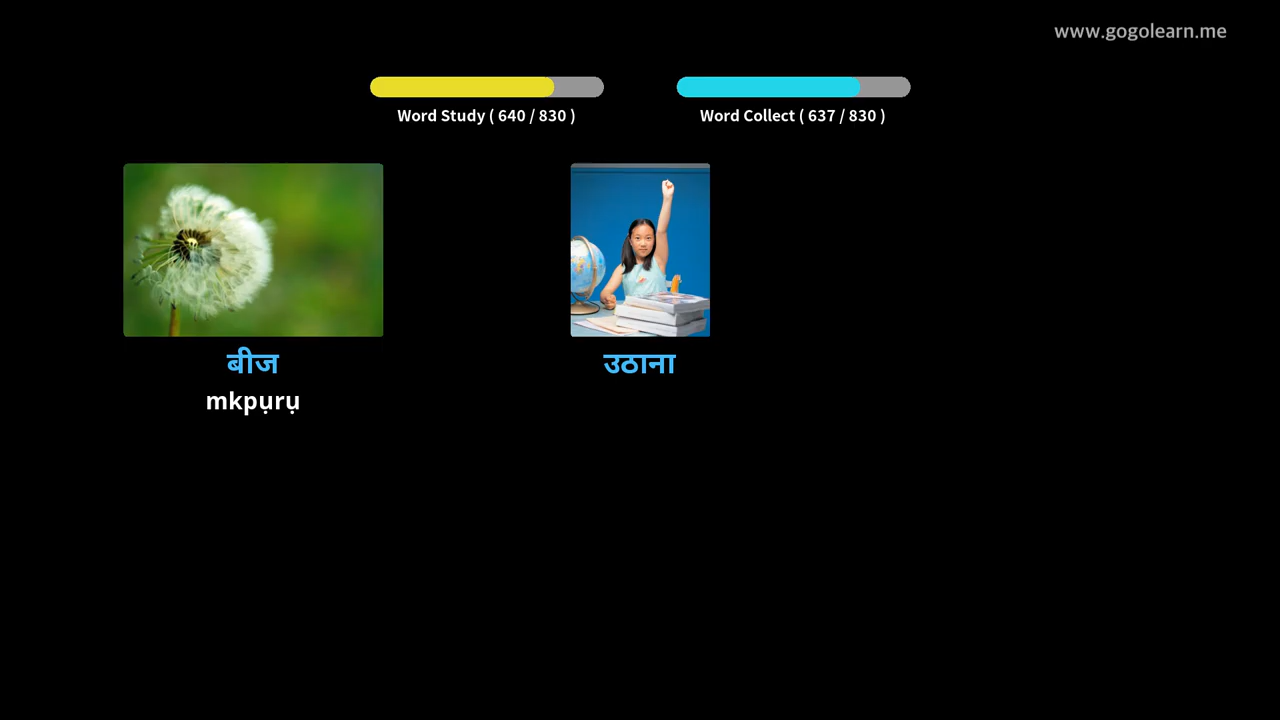 www.gogolearn.me
Word Study ( 640 / 830 )
Word Collect ( 637 / 830 )
बीज
mkpụrụ
उठाना